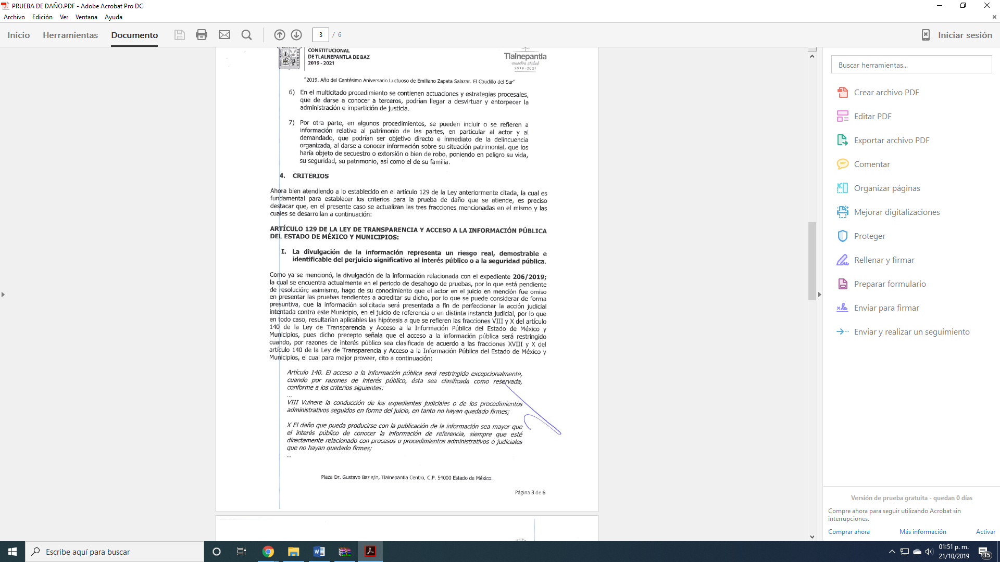 PRUEBA DE DAÑO.PDF - Adobe Acrobat Pro DC
Archivo Edición Ver Ventana Ayuda
Inicio Herramientas Documento 3 / 6 Iniciar sesión
CONSTITUCIONAL
DE TLALNEPANTLA DE BAZ
2019 - 2021
Tlalnepantla
nuestra ciudad
2019 - 2021
"2019. Año del Centésimo Aniversario Luctuoso de Emiliano Zapata Salazar. El Caudillo del Sur"
6) En el multicitado procedimiento se contienen actuaciones y estrategias procesales,
que de darse a conocer a terceros, podrían llegar a desvirtuar y entorpecer la
administración e impartición de justicia.
7) Por otra parte, en algunos procedimientos, se pueden incluir o se refieren a
información relativa al patrimonio de las partes, en particular al actor y al
demandado, que podrían ser objetivo directo e inmediato de la delincuencia
organizada, al darse a conocer información sobre su situación patrimonial, que los
haría objeto de secuestro o extorsión o bien de robo, poniendo en peligro su vida,
su seguridad, su patrimonio, así como el de su familia.
4. CRITERIOS
Ahora bien atendiendo a lo establecido en el artículo 129 de la Ley anteriormente citada, la cual es
fundamental para establecer los criterios para la prueba de daño que se atiende, es preciso
destacar que, en el presente caso se actualizan las tres fracciones mencionadas en el mismo y las
cuales se desarrollan a continuación:
ARTÍCULO 129 DE LA LEY DE TRANSPARENCIA Y ACCESO A LA INFORMACIÓN PÚBLICA
DEL ESTADO DE MÉXICO Y MUNICIPIOS:
I. La divulgación de la información representa un riesgo real, demostrable e
identificable del perjuicio significativo al interés público o a la seguridad pública.
Como ya se mencionó, la divulgación de la información relacionada con el expediente 206/2019;
la cual se encuentra actualmente en el periodo de desahogo de pruebas, por lo que está pendiente
de resolución; asimismo, hago de su conocimiento que el actor en el juicio en mención fue omiso
en presentar las pruebas tendientes a acreditar su dicho, por lo que se puede considerar de forma
presuntiva, que la información solicitada será presentada a fin de perfeccionar la acción judicial
intentada contra este Municipio, en el juicio de referencia o en distinta instancia judicial, por lo que
en todo caso, resultarían aplicables las hipótesis a que se refieren las fracciones VIII y X del artículo
140 de la Ley de Transparencia y Acceso a la Información Pública del Estado de México y
Municipios, pues dicho precepto señala que el acceso a la información pública será restringido
cuando, por razones de interés público sea clasificada de acuerdo a las fracciones XVIII y X del
artículo 140 de la Ley de Transparencia y Acceso a la Información Pública del Estado de México y
Municipios, el cual para mejor proveer, cito a continuación:
Artículo 140. El acceso a la información pública será restringido excepcionalmente,
cuando por razones de interés público, ésta sea clasificada como reservada,
conforme a los criterios siguientes:
...
VIII Vulnere la conducción de los expedientes judiciales o de los procedimientos
administrativos seguidos en forma del juicio, en tanto no hayan quedado firmes;
X El daño que pueda producirse con la publicación de la información sea mayor que
el interés público de conocer la información de referencia, siempre que esté
directamente relacionado con procesos o procedimientos administrativos o judiciales
que no hayan quedado firmes;
...
Plaza Dr. Gustavo Baz s/n, Tlalnepantla Centro, C.P. 54000 Estado de México.
Página 3 de 6
Buscar herramientas...
Crear archivo PDF
Editar PDF
Exportar archivo PDF
Comentar
Organizar páginas
Mejorar digitalizaciones
Proteger
Rellenar y firmar
Preparar formulario
Enviar para firmar
Enviar y realizar un seguimiento
Versión de prueba gratuita - quedan 0 días
Compre ahora para seguir utilizando Acrobat sin
interrupciones.
Comprar ahora Más información Activar
Escribe aquí para buscar
01:51 p. m.
21/10/2019
35